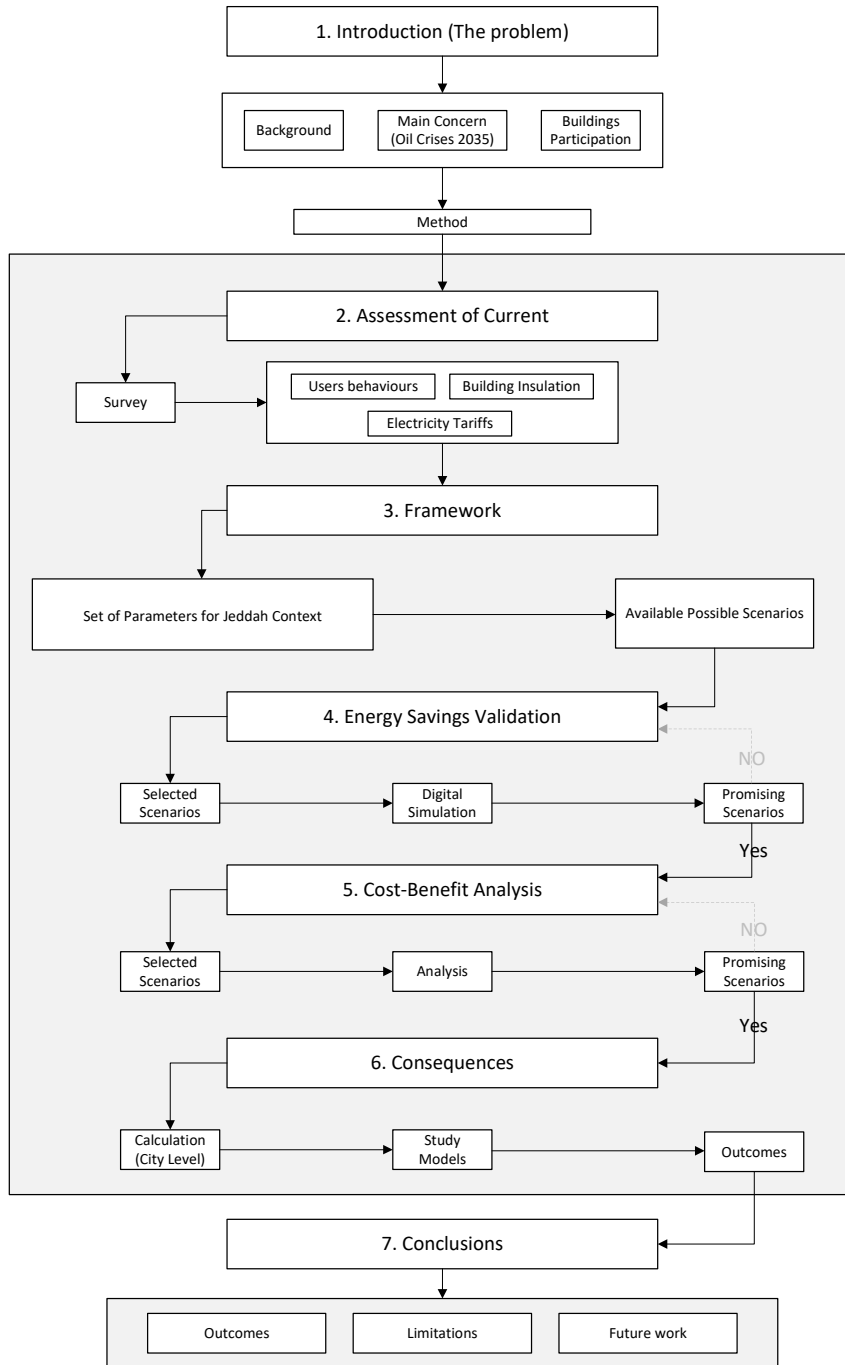 1. Introduction (The problem)
Background
Main Concern
(Oil Crises 2035)
Buildings
Participation
Method
2. Assessment of Current
Survey
Users behaviours
Building Insulation
Electricity Tariffs
3. Framework
Set of Parameters for Jeddah Context
Available Possible Scenarios
4. Energy Savings Validation
NO
Selected
Scenarios
Digital
Simulation
Promising
Scenarios
Yes
5. Cost-Benefit Analysis
NO
Selected
Scenarios
Analysis
Promising
Scenarios
Yes
6. Consequences
Calculation
(City Level)
Study
Models
Outcomes
7. Conclusions
Outcomes
Limitations
Future work